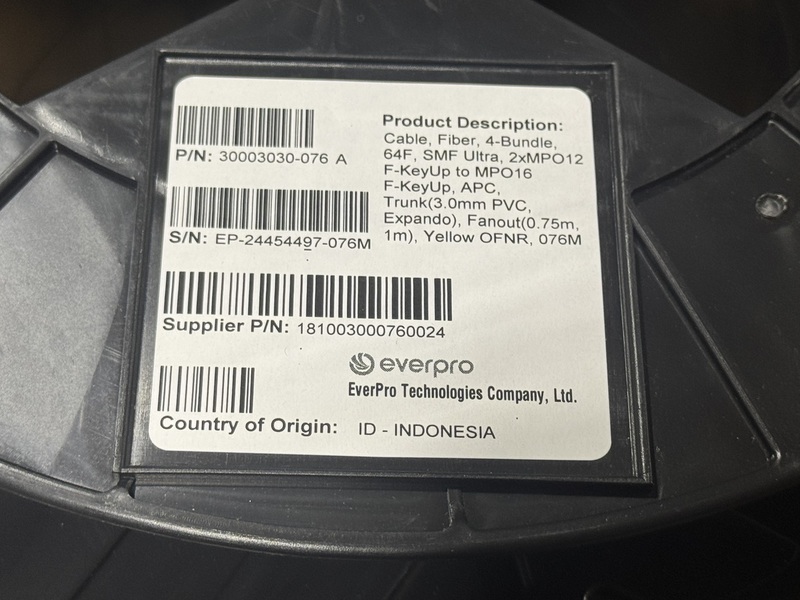 P/N: 30003030-076 A
S/N: EP-24454497-076M
Supplier P/N: 181003000760024
Product Description:
Cable, Fiber, 4-Bundle,
64F, SMF Ultra, 2xMPO12
F-KeyUp to MPO16
F-KeyUp, APC,
Trunk(3.0mm PVC,
Expando), Fanout(0.75m,
1m), Yellow OFNR, 076M
everpro
EverPro Technologies Company, Ltd.
Country of Origin: ID - INDONESIA